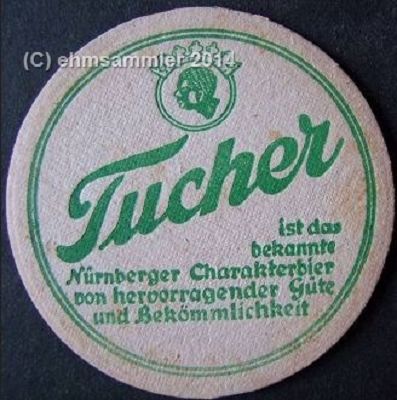 (C) ehmsammler 2014
Tucher
ist das
bekannte
Nürnberger Charakterbier
von hervorragender Güte
und Bekömmlichkeit